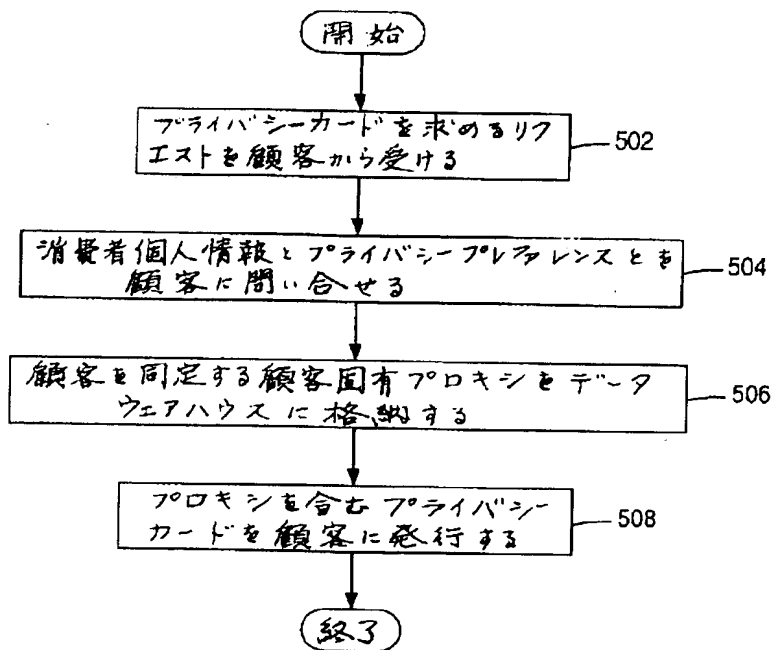 開始
プライバシーカードを求めるリク
エストを顧客から受ける
502
消費者個人情報とプライバシープレファレンスとを
顧客に問い合せる
504
顧客を同定する顧客固有プロキシをデータ
ウェアハウスに格納する
506
プロキシを含むプライバシー
カードを顧客に発行する
508
終了